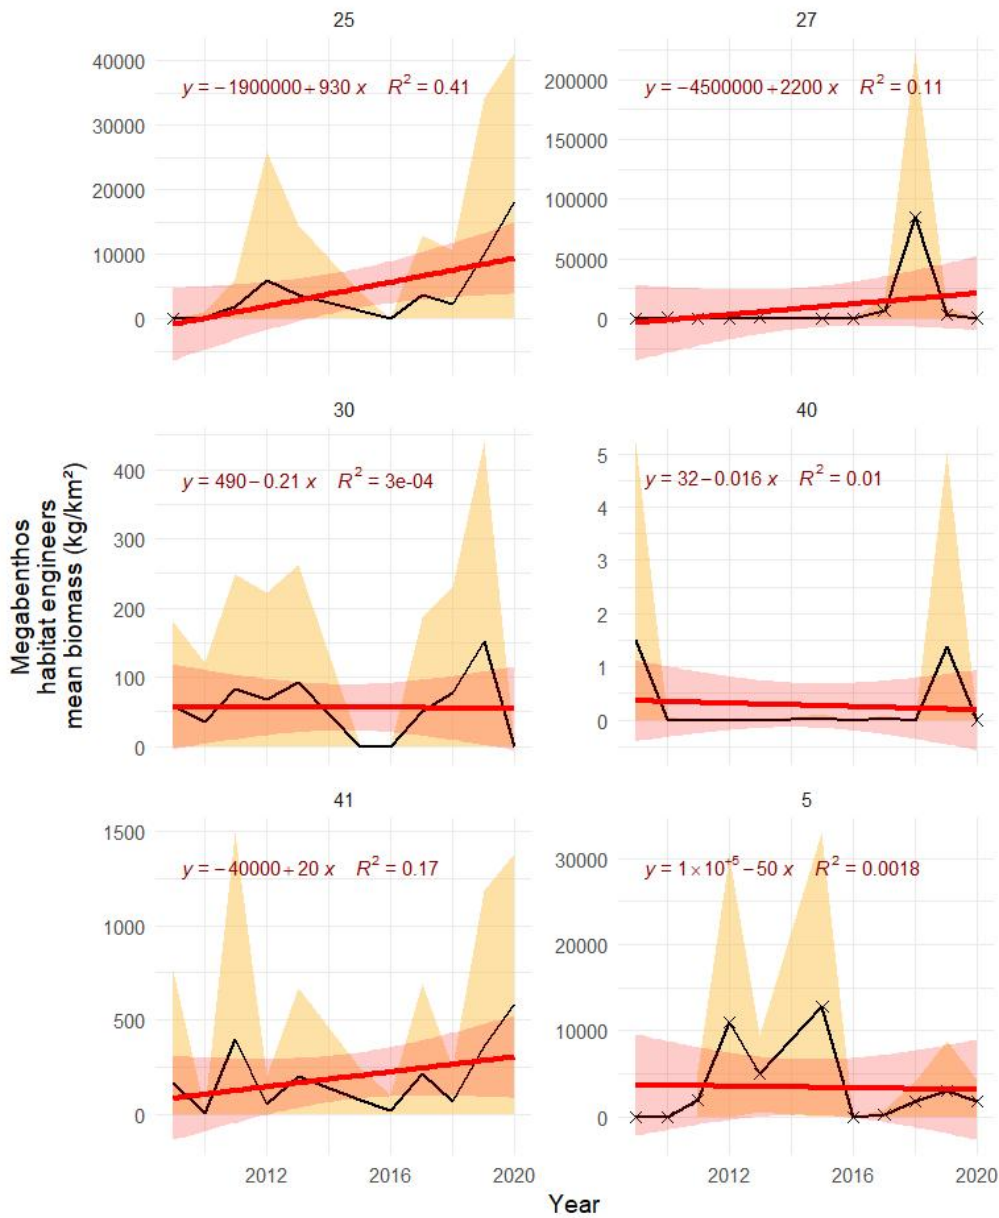 25
27
40000
30000
20000
10000
0
y = −1900000+930 x R² = 0.41
200000
150000
100000
50000
0
y = −4500000+2200 x R² = 0.11
30
40
400
300
200
100
0
y = 490−0.21 x R² = 3e-04
5
4
3
2
1
0
y = 32−0.016 x R² = 0.01
41
5
1500
1000
500
0
y = −40000+20 x R² = 0.17
30000
20000
10000
0
y = 1×10⁺⁵−50 x R² = 0.0018
2012 2016 2020
2012 2016 2020
Year
Megabenthos
habitat engineers
mean biomass (kg/km²)